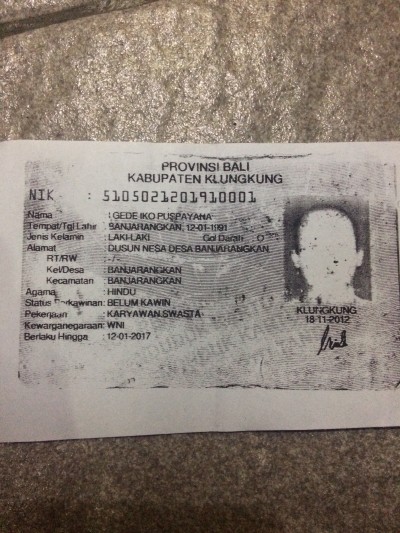 PROVINSI BALI
KABUPATEN KLUNGKUNG
NIK : 5105021201910001
Nama : I GEDE IKO PUSPAYANA
Tempat/Tgl Lahir : BANJARANGKAN, 12-01-1991
Jenis Kelamin : LAKI-LAKI Gol Darah : O
Alamat : DUSUN NESA DESA BANJARANGKAN
RT/RW : -/-
Kel/Desa : BANJARANGKAN
Kecamatan : BANJARANGKAN
Agama : HINDU
Status Perkawinan: BELUM KAWIN
Pekerjaan : KARYAWAN SWASTA
Kewarganegaraan: WNI
Berlaku Hingga : 12-01-2017
KLUNGKUNG
18-11-2012